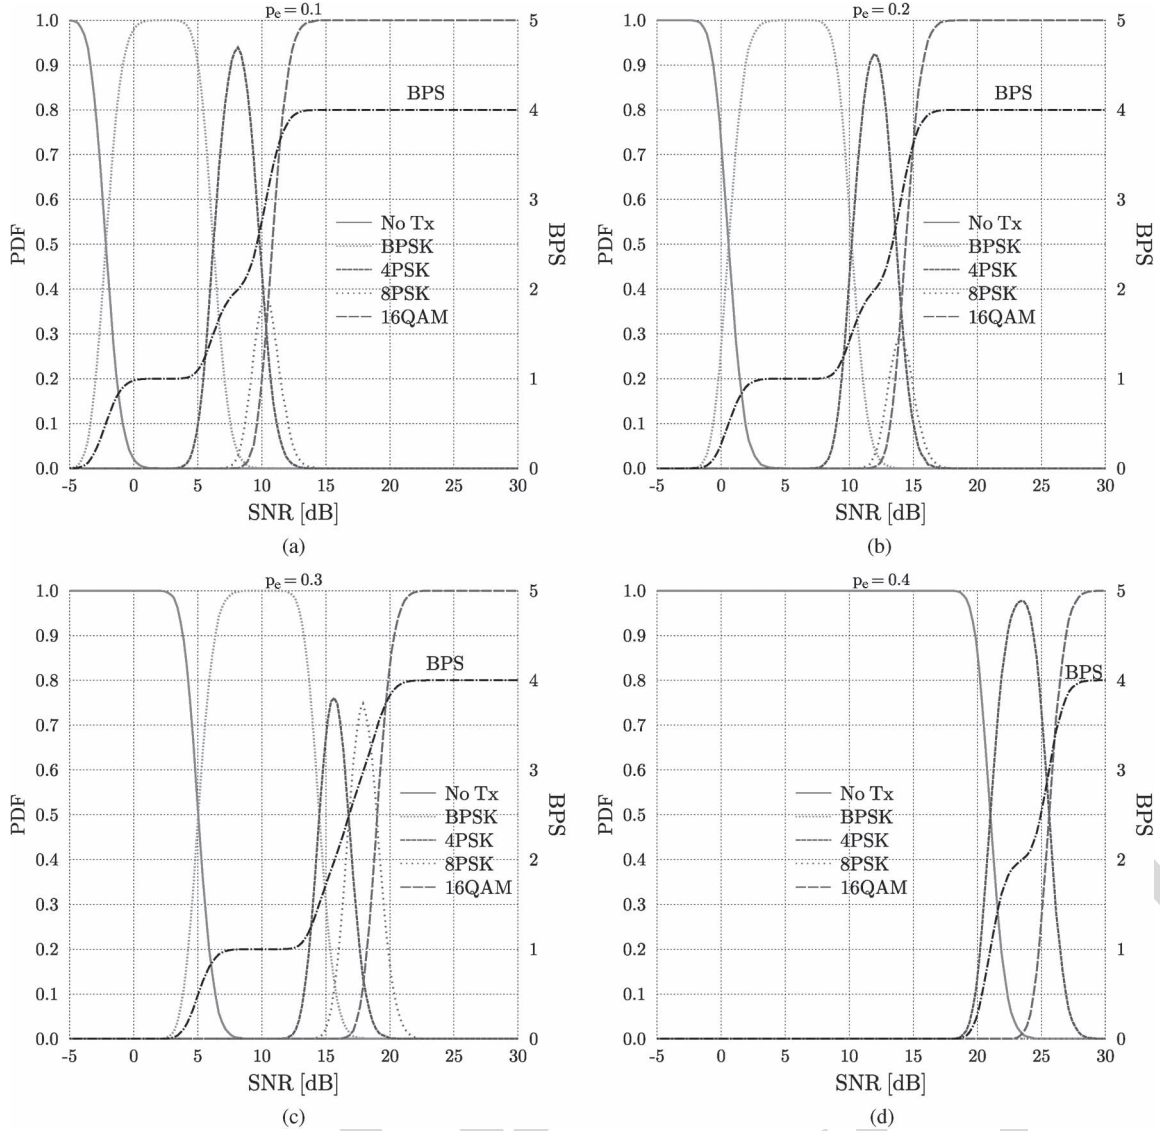 pe = 0.1
1.0
0.9
0.8
0.7
0.6
0.5
0.4
0.3
0.2
0.1
0.0
PDF
5
4
3
2
1
0
BPS
BPS
No Tx
BPSK
4PSK
8PSK
16QAM
-5 0 5 10 15 20 25 30
SNR [dB]
(a)
pe = 0.2
1.0
0.9
0.8
0.7
0.6
0.5
0.4
0.3
0.2
0.1
0.0
PDF
5
4
3
2
1
0
BPS
BPS
No Tx
BPSK
4PSK
8PSK
16QAM
-5 0 5 10 15 20 25 30
SNR [dB]
(b)
pe = 0.3
1.0
0.9
0.8
0.7
0.6
0.5
0.4
0.3
0.2
0.1
0.0
PDF
5
4
3
2
1
0
BPS
BPS
No Tx
BPSK
4PSK
8PSK
16QAM
-5 0 5 10 15 20 25 30
SNR [dB]
(c)
pe = 0.4
1.0
0.9
0.8
0.7
0.6
0.5
0.4
0.3
0.2
0.1
0.0
PDF
5
4
3
2
1
0
BPS
BPS
No Tx
BPSK
4PSK
8PSK
16QAM
-5 0 5 10 15 20 25 30
SNR [dB]
(d)